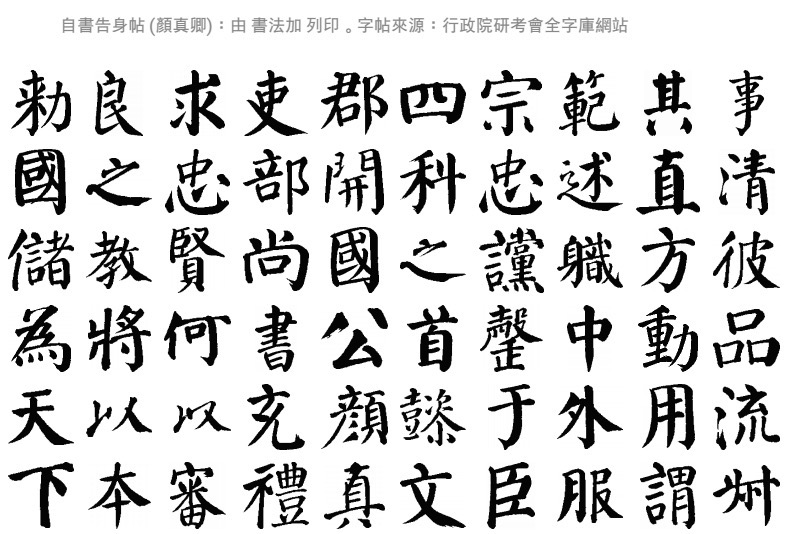 自書告身帖 (顏真卿)：由 書法加 列印 。字帖來源：行政院研考會全字庫網站
勅國儲為天下
良之教將以本
求忠賢何以審
吏部尚書充禮
郡開國公顏真
四科之首懿文
宗忠讜罄于臣
範述軄中外服
其直方動用謂
事清彼品流叔